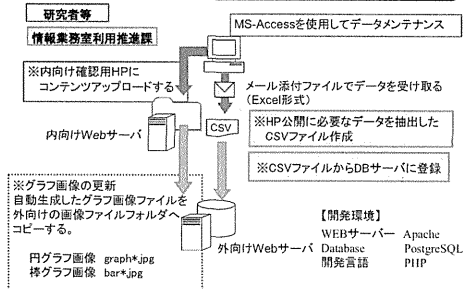 研究者等
情報業務室利用推進課
MS-Accessを使用してデータメンテナンス
※内向け確認用HPに
コンテンツアップロードする
メール添付ファイルでデータを受け取る
(Excel形式)
CSV
※HP公開に必要なデータを抽出した
CSVファイル作成
内向けWebサーバ
※CSVファイルからDBサーバに登録
※グラフ画像の更新
自動生成したグラフ画像ファイルを
外向けの画像ファイルフォルダへ
コピーする。
円グラフ画像 graph*.jpg
棒グラフ画像 bar*.jpg
外向けWebサーバ
【開発環境】
WEBサーバー Apache
Database PostgreSQL
開発言語 PHP